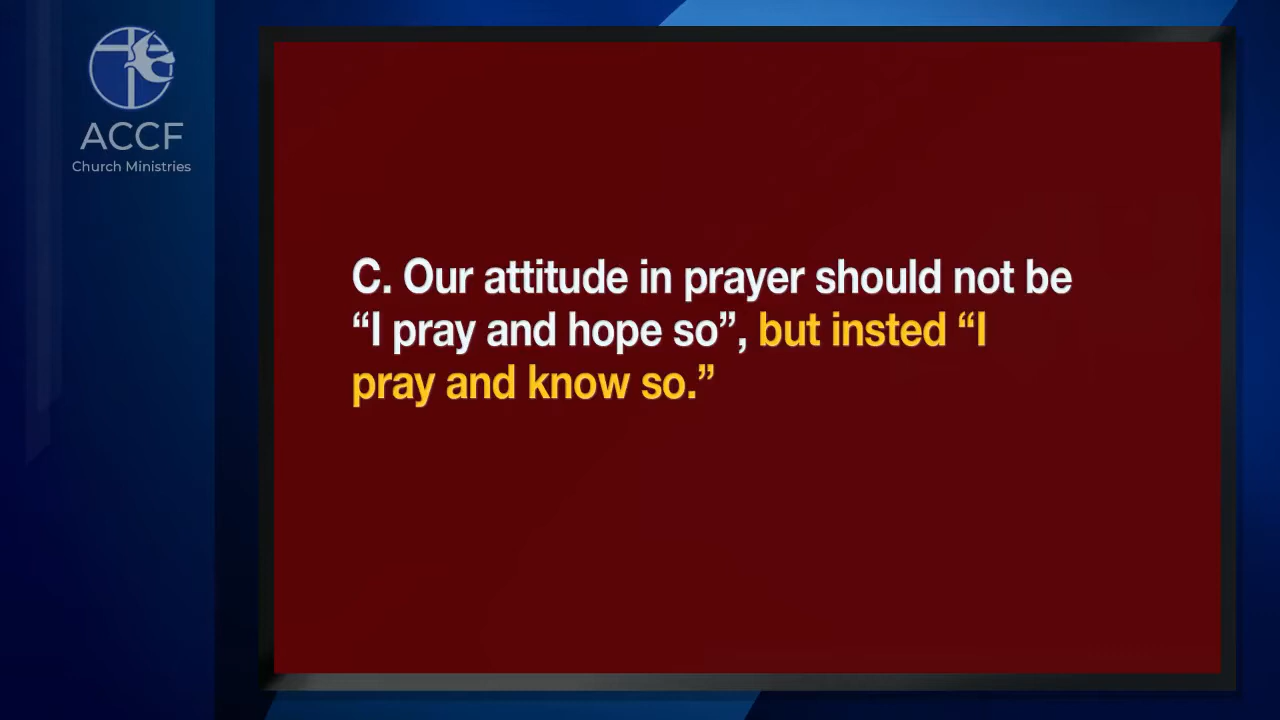 ACCF
Church Ministries
C. Our attitude in prayer should not be
“I pray and hope so”, but insted “I
pray and know so.”